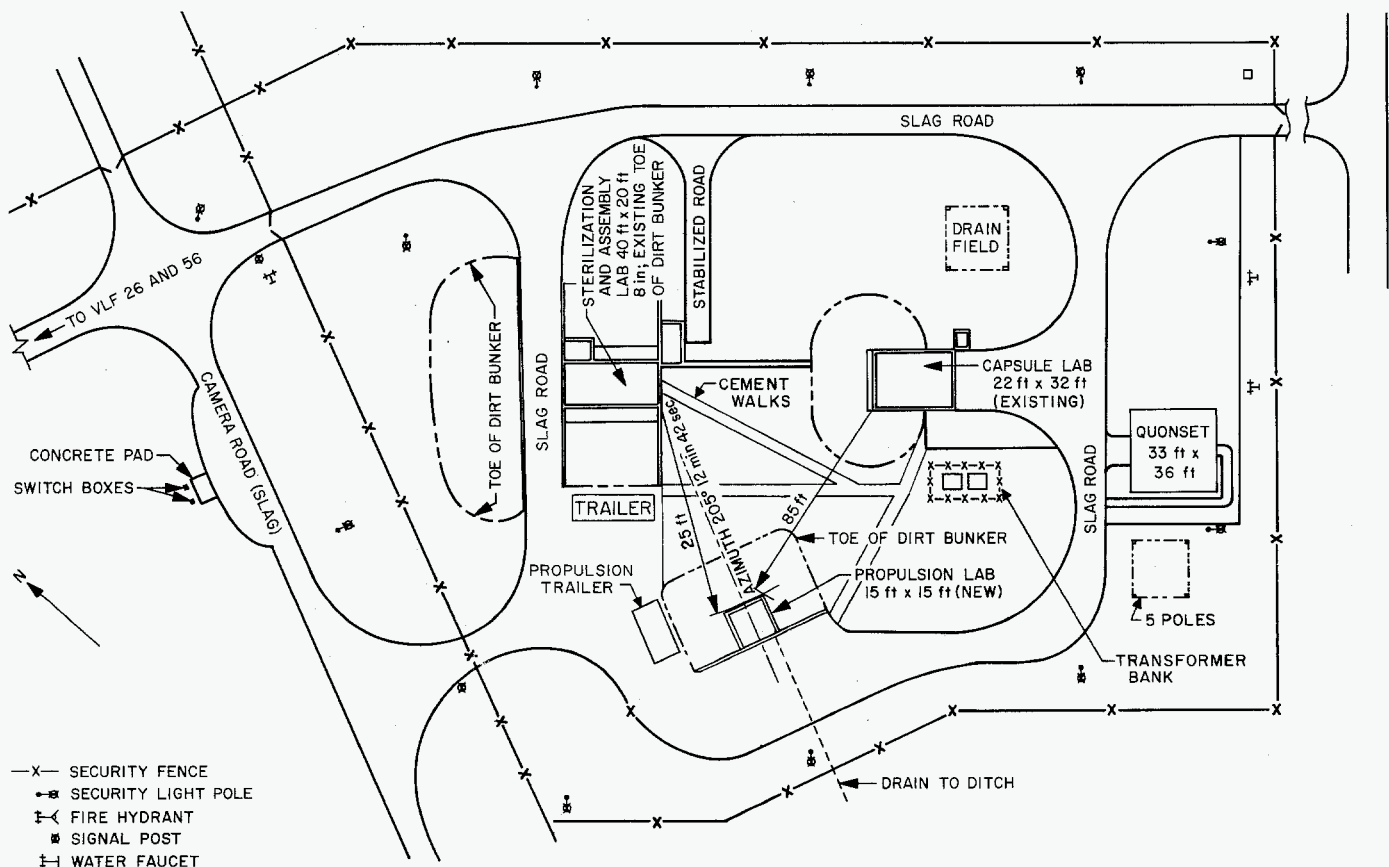 SLAG ROAD
STERILIZATION
AND ASSEMBLY
LAB 40 ft x 20 ft
8 in; EXISTING TOE
OF DIRT BUNKER
STABILIZED ROAD
DRAIN
FIELD
TO VLF 26 AND 56
TOE OF DIRT BUNKER
SLAG ROAD
CAMERA ROAD (SLAG)
CEMENT
WALKS
CAPSULE LAB
22 ft x 32 ft
(EXISTING)
QUONSET
33 ft x
36 ft
CONCRETE PAD
SWITCH BOXES
TRAILER
25 ft
AZIMUTH 205° 12 min 42 sec
85 ft
SLAG ROAD
TOE OF DIRT BUNKER
PROPULSION
TRAILER
PROPULSION LAB
15 ft x 15 ft (NEW)
N
5 POLES
TRANSFORMER
BANK
DRAIN TO DITCH
—X— SECURITY FENCE
SECURITY LIGHT POLE
FIRE HYDRANT
SIGNAL POST
WATER FAUCET